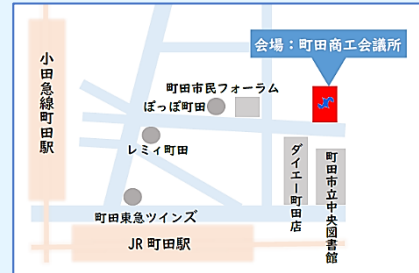 会場：町田商工会議所
小田急線町田駅
町田市民フォーラム
ぽっぽ町田
レミィ町田
ダイエー町田店
町田市立中央図書館
町田東急ツインズ
JR 町田駅